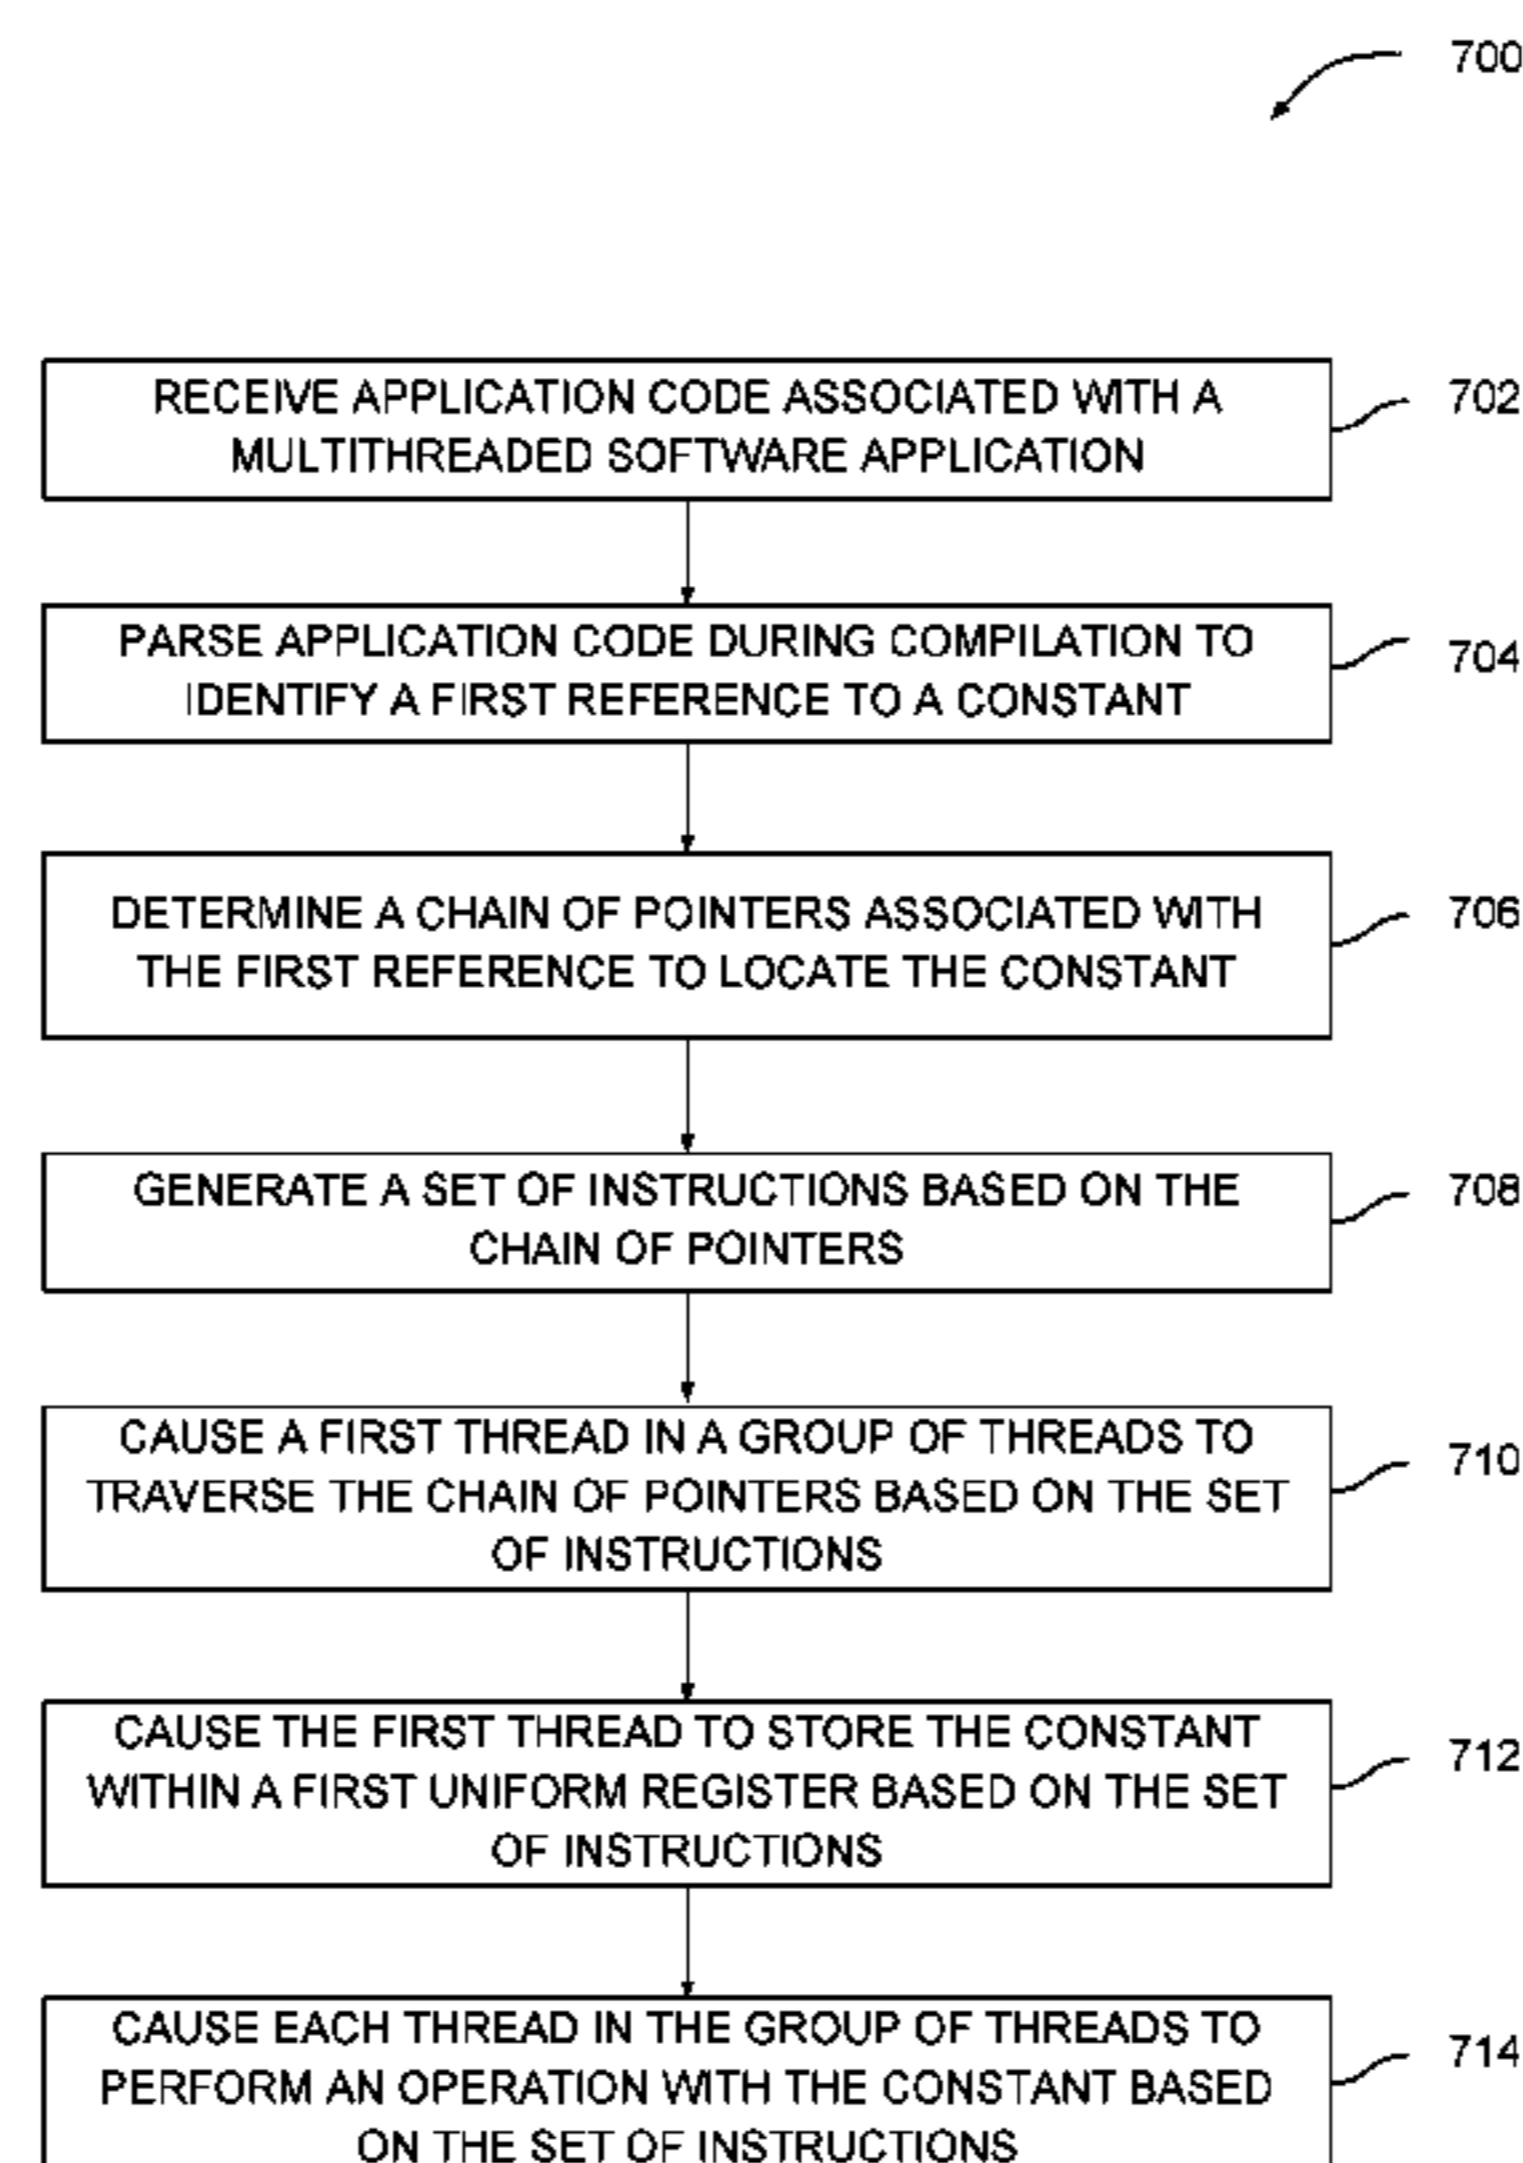 700
RECEIVE APPLICATION CODE ASSOCIATED WITH A
MULTITHREADED SOFTWARE APPLICATION
702
PARSE APPLICATION CODE DURING COMPILATION TO
IDENTIFY A FIRST REFERENCE TO A CONSTANT
704
DETERMINE A CHAIN OF POINTERS ASSOCIATED WITH
THE FIRST REFERENCE TO LOCATE THE CONSTANT
706
GENERATE A SET OF INSTRUCTIONS BASED ON THE
CHAIN OF POINTERS
708
CAUSE A FIRST THREAD IN A GROUP OF THREADS TO
TRAVERSE THE CHAIN OF POINTERS BASED ON THE SET
OF INSTRUCTIONS
710
CAUSE THE FIRST THREAD TO STORE THE CONSTANT
WITHIN A FIRST UNIFORM REGISTER BASED ON THE SET
OF INSTRUCTIONS
712
CAUSE EACH THREAD IN THE GROUP OF THREADS TO
PERFORM AN OPERATION WITH THE CONSTANT BASED
ON THE SET OF INSTRUCTIONS
714